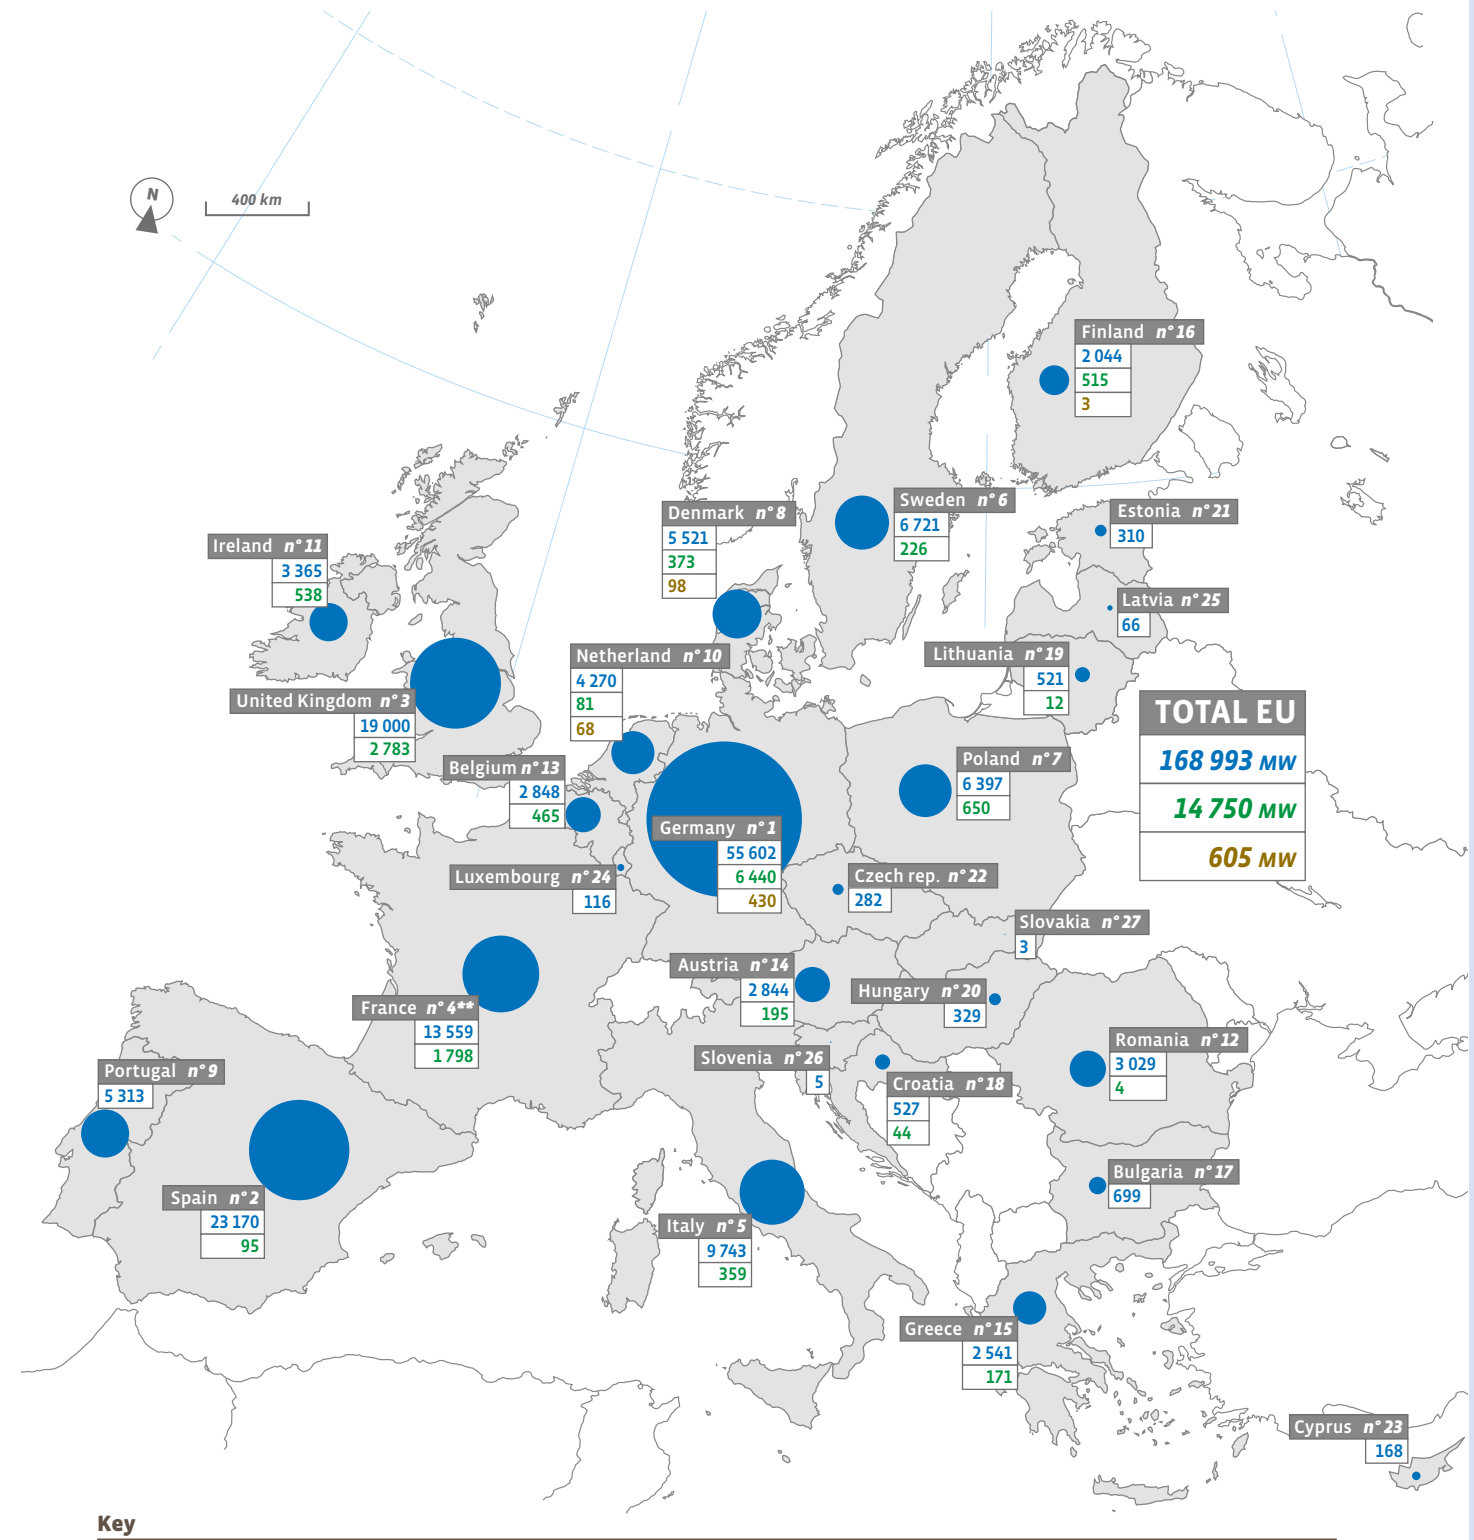 N
400 km
Finland n° 16
2 044
515
3
Sweden n° 6
6 721
226
Denmark n° 8
5 521
373
98
Estonia n° 21
310
Ireland n° 11
3 365
538
Latvia n° 25
66
Netherland n° 10
4 270
81
68
Lithuania n° 19
521
12
United Kingdom n° 3
19 000
2 783
TOTAL EU
168 993 MW
14 750 MW
605 MW
Belgium n° 13
2 848
465
Poland n° 7
6 397
650
Germany n° 1
55 602
6 440
430
Luxembourg n° 24
116
Czech rep. n° 22
282
Slovakia n° 27
3
Austria n° 14
2 844
195
Hungary n° 20
329
France n° 4**
13 559
1 798
Romania n° 12
3 029
4
Slovenia n° 26
5
Portugal n° 9
5 313
Croatia n° 18
527
44
Bulgaria n° 17
699
Spain n° 2
23 170
95
Italy n° 5
9 743
359
Greece n° 15
2 541
171
Cyprus n° 23
168
Key